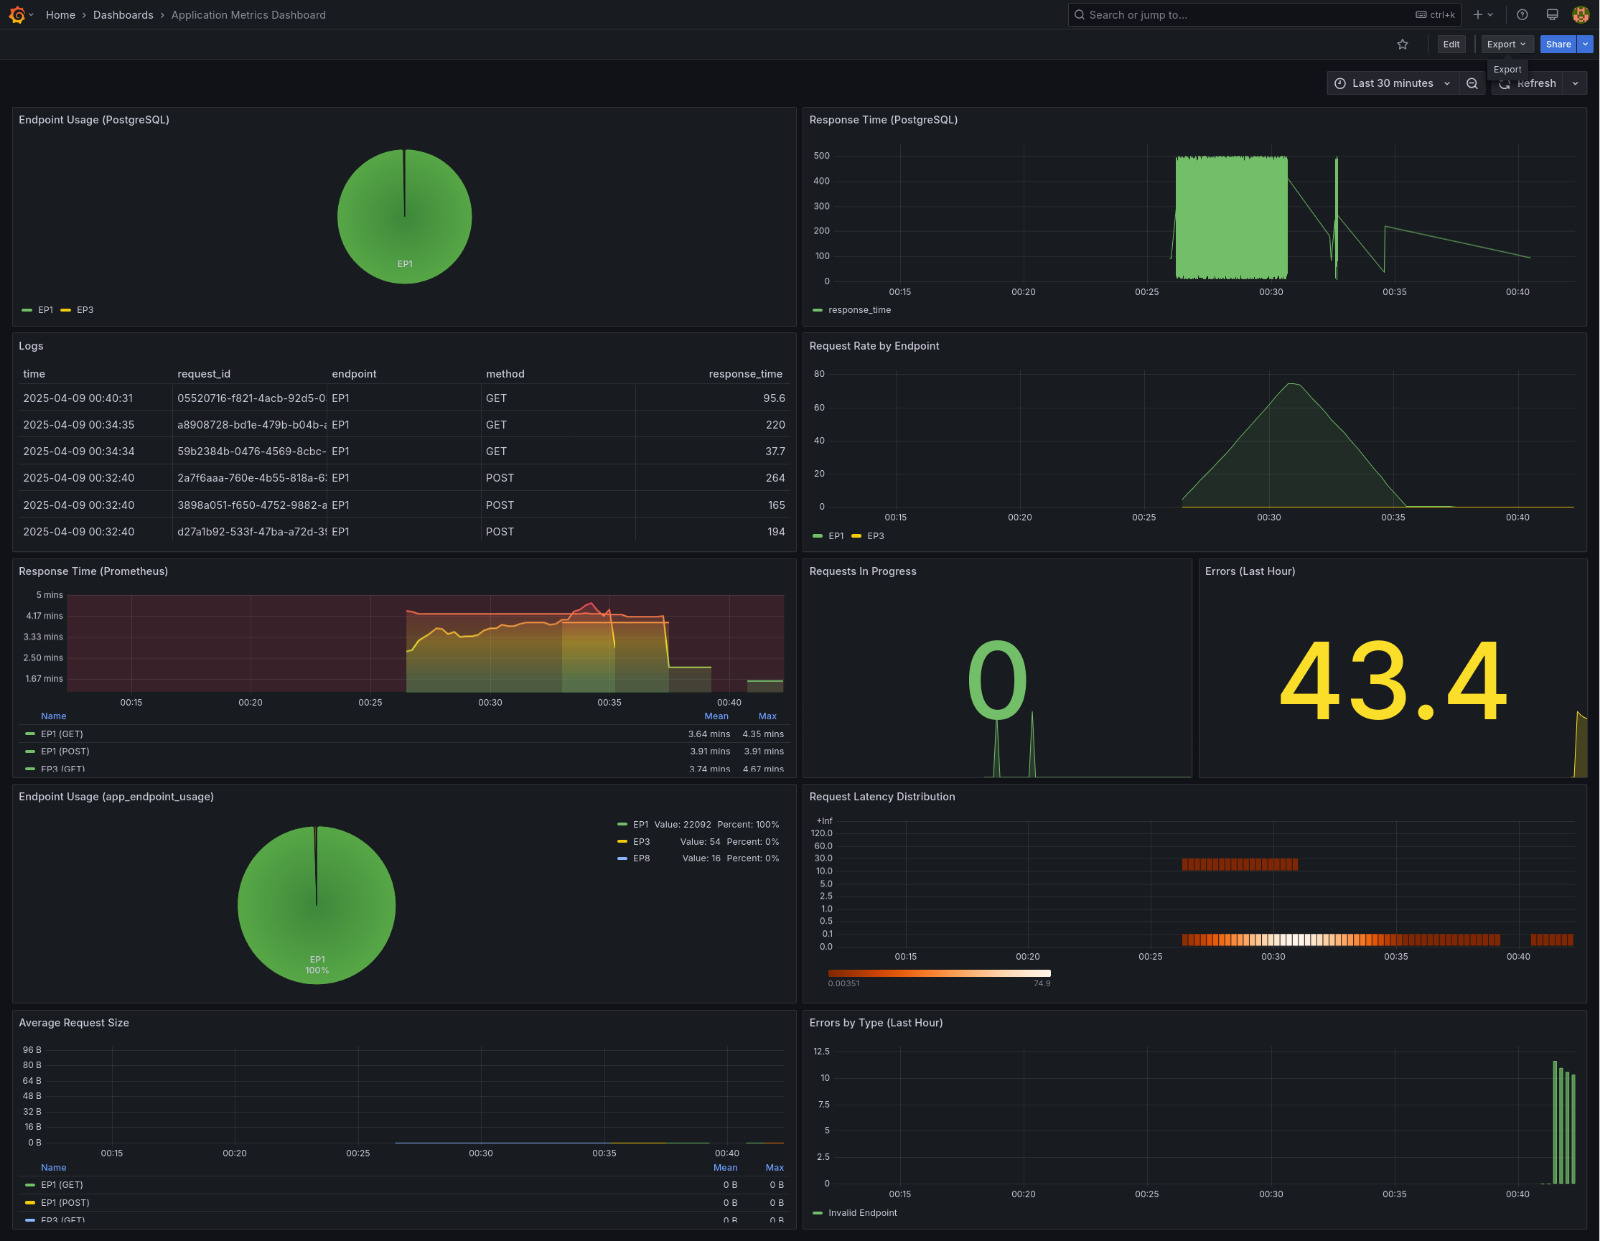 Home › Dashboards › Application Metrics Dashboard
Search or jump to...
ctrl+k
Edit
Export
Share
Export
Last 30 minutes
Refresh
Endpoint Usage (PostgreSQL)
EP1
EP1 EP3
Response Time (PostgreSQL)
500
400
300
200
100
0
00:15 00:20 00:25 00:30 00:35 00:40
response_time
Logs
time request_id endpoint method response_time
2025-04-09 00:40:31 05520716-f821-4acb-92d5-0 EP1 GET 95.6
2025-04-09 00:34:35 a8908728-bd1e-479b-b04b-a EP1 GET 220
2025-04-09 00:34:34 59b2384b-0476-4569-8cbc- EP1 GET 37.7
2025-04-09 00:32:40 2a7f6aaa-760e-4b55-818a-6 EP1 POST 264
2025-04-09 00:32:40 3898a051-f650-4752-9882-a EP1 POST 165
2025-04-09 00:32:40 d27a1b92-533f-47ba-a72d-3 EP1 POST 194
Request Rate by Endpoint
80
60
40
20
0
00:15 00:20 00:25 00:30 00:35 00:40
EP1 EP3
Response Time (Prometheus)
5 mins
4.17 mins
3.33 mins
2.50 mins
1.67 mins
00:15 00:20 00:25 00:30 00:35 00:40
Name Mean Max
EP1 (GET) 3.64 mins 4.35 mins
EP1 (POST) 3.91 mins 3.91 mins
EP3 (GET) 3.74 mins 4.67 mins
Requests In Progress
0
Errors (Last Hour)
43.4
Endpoint Usage (app_endpoint_usage)
EP1
100%
EP1 Value: 22092 Percent: 100%
EP3 Value: 54 Percent: 0%
EP8 Value: 16 Percent: 0%
Request Latency Distribution
+Inf
120.0
60.0
30.0
10.0
5.0
2.0
1.0
0.5
0.1
0.0
00:15 00:20 00:25 00:30 00:35 00:40
0.00351 74.9
Average Request Size
96 B
80 B
64 B
48 B
32 B
16 B
0 B
00:15 00:20 00:25 00:30 00:35 00:40
Name Mean Max
EP1 (GET) 0 B 0 B
EP1 (POST) 0 B 0 B
EP3 (GET) 0 B 0 B
Errors by Type (Last Hour)
12.5
10
7.5
5
2.5
0
00:15 00:20 00:25 00:30 00:35 00:40
Invalid Endpoint